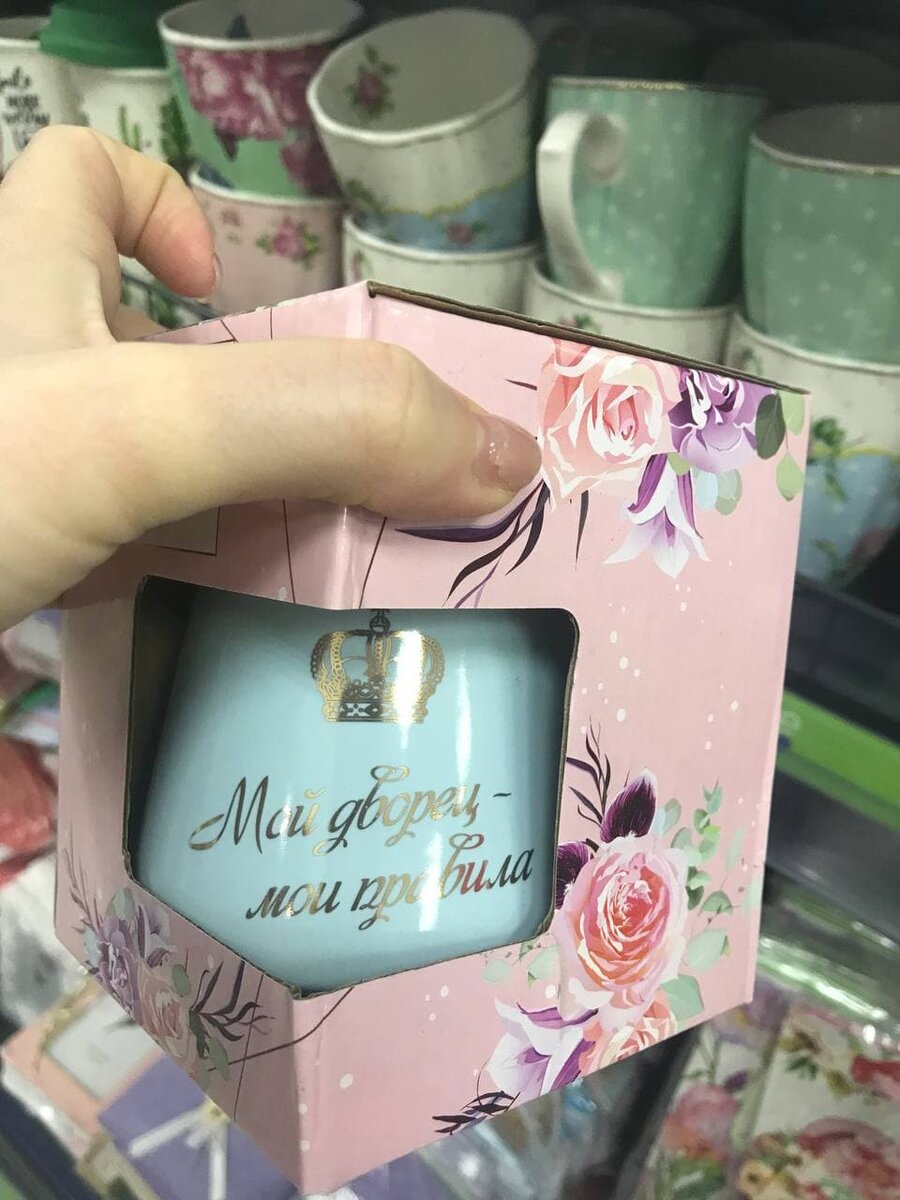 Мой дворец -
мои правила